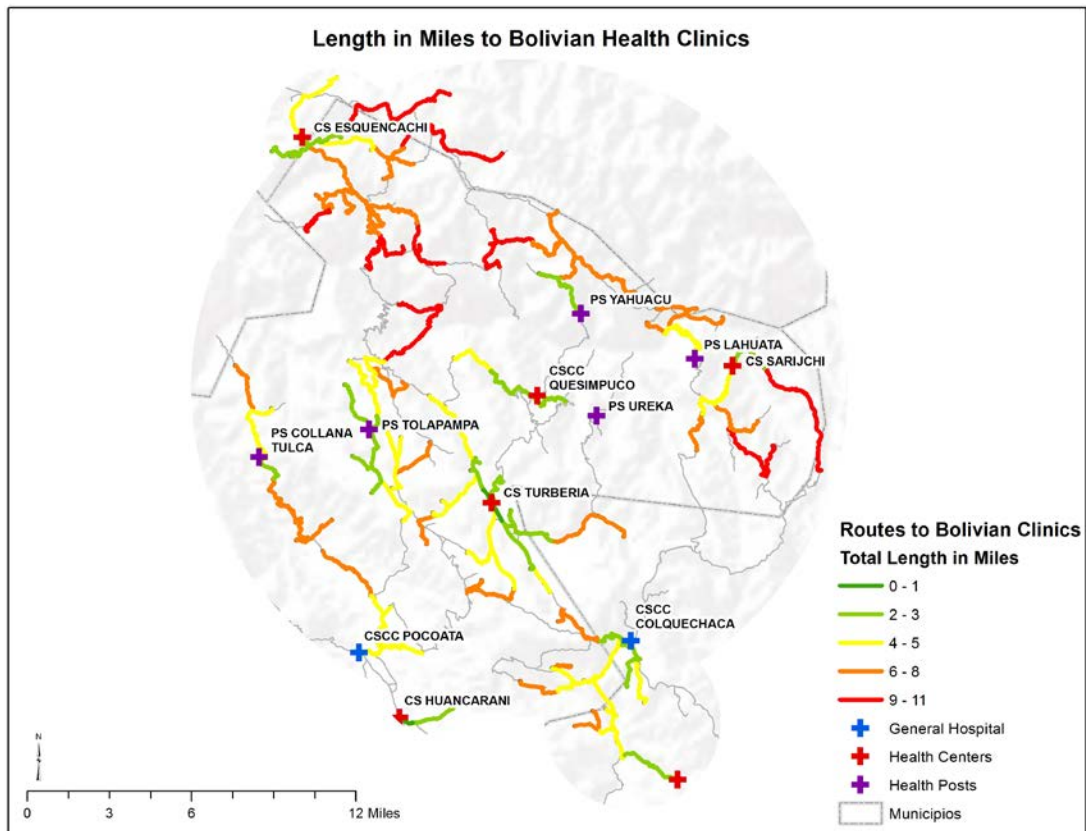 Length in Miles to Bolivian Health Clinics
CS ESQUENCACHI
PS YAHUACU
PS LAHUATA
CS SARIJCHI
CSCC
QUESIMPUCO
PS UREKA
PS TOLAPAMPA
PS COLLANA
TULCA
CS TURBERIA
CSCC
COLQUECHACA
CSCC POCOATA
CS HUANCARANI
Routes to Bolivian Clinics
Total Length in Miles
0 - 1
2 - 3
4 - 5
6 - 8
9 - 11
General Hospital
Health Centers
Health Posts
Municipios
N
0 3 6 12 Miles